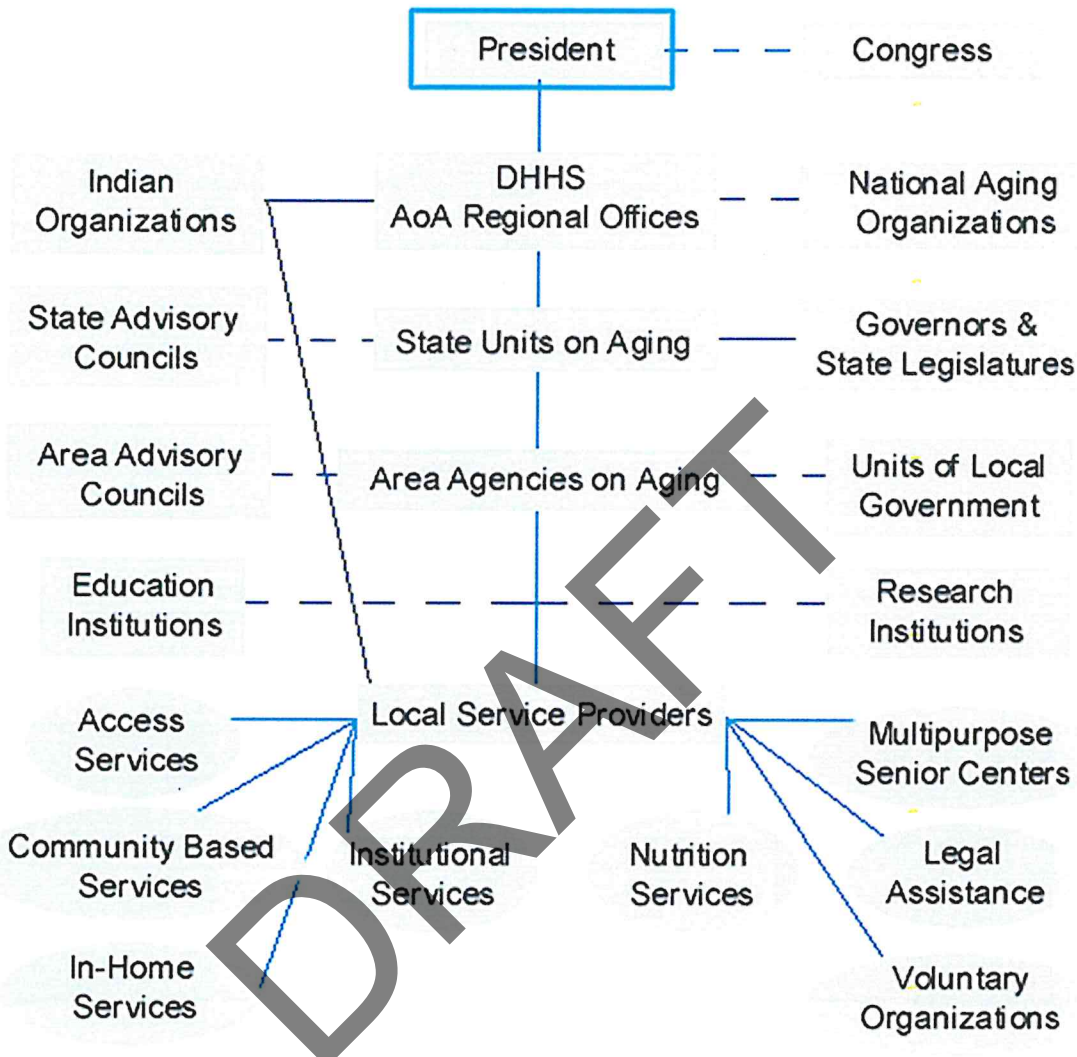 President
Congress
Indian
Organizations
DHHS
AoA Regional Offices
National Aging
Organizations
State Advisory
Councils
State Units on Aging
Governors &
State Legislatures
Area Advisory
Councils
Area Agencies on Aging
Units of Local
Government
Education
Institutions
Research
Institutions
Access
Services
Local Service Providers
Multipurpose
Senior Centers
Community Based
Services
Institutional
Services
Nutrition
Services
Legal
Assistance
In-Home
Services
Voluntary
Organizations
DRAFT